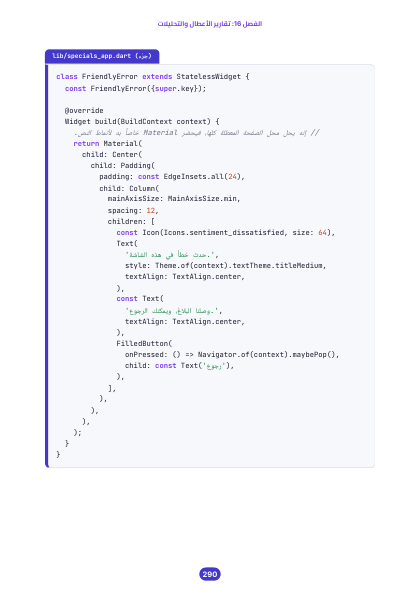 الفصل 16: تقارير الأعطال والتحليلات
lib/specials_app.dart (جزء)
class FriendlyError extends StatelessWidget {
  const FriendlyError({super.key});

  @override
  Widget build(BuildContext context) {
    // إنه يحل محل الصفحة المعطلة كلها، فيحضر Material خاصاً به لأنماط النص.
    return Material(
      child: Center(
        child: Padding(
          padding: const EdgeInsets.all(24),
          child: Column(
            mainAxisSize: MainAxisSize.min,
            spacing: 12,
            children: [
              const Icon(Icons.sentiment_dissatisfied, size: 64),
              Text(
                'حدث خطأ في هذه الشاشة.',
                style: Theme.of(context).textTheme.titleMedium,
                textAlign: TextAlign.center,
              ),
              const Text(
                'وصلنا البلاغ، ويمكنك الرجوع.',
                textAlign: TextAlign.center,
              ),
              FilledButton(
                onPressed: () => Navigator.of(context).maybePop(),
                child: const Text('رجوع'),
              ),
            ],
          ),
        ),
      ),
    );
  }
}
290